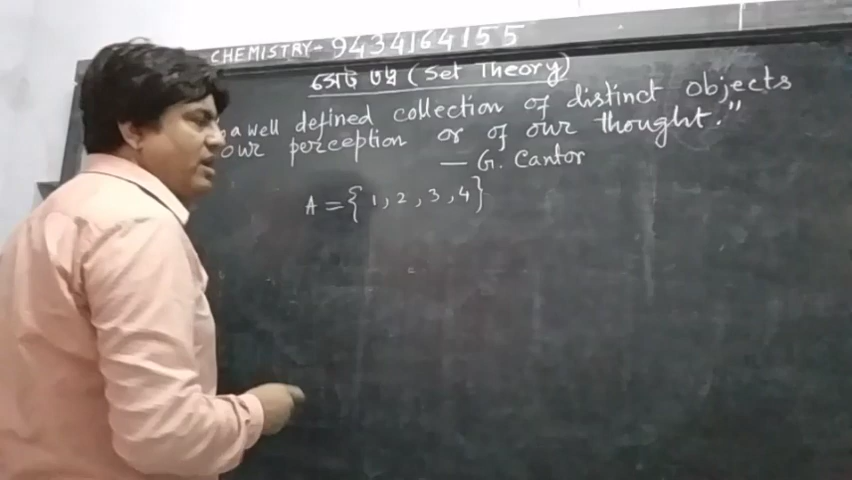 CHEMISTRY- 9434164155
সেট তত্ত্ব (Set Theory)
a well defined collection of distinct objects
our perception or of our thought."
— G. Cantor
A = {1, 2, 3, 4}